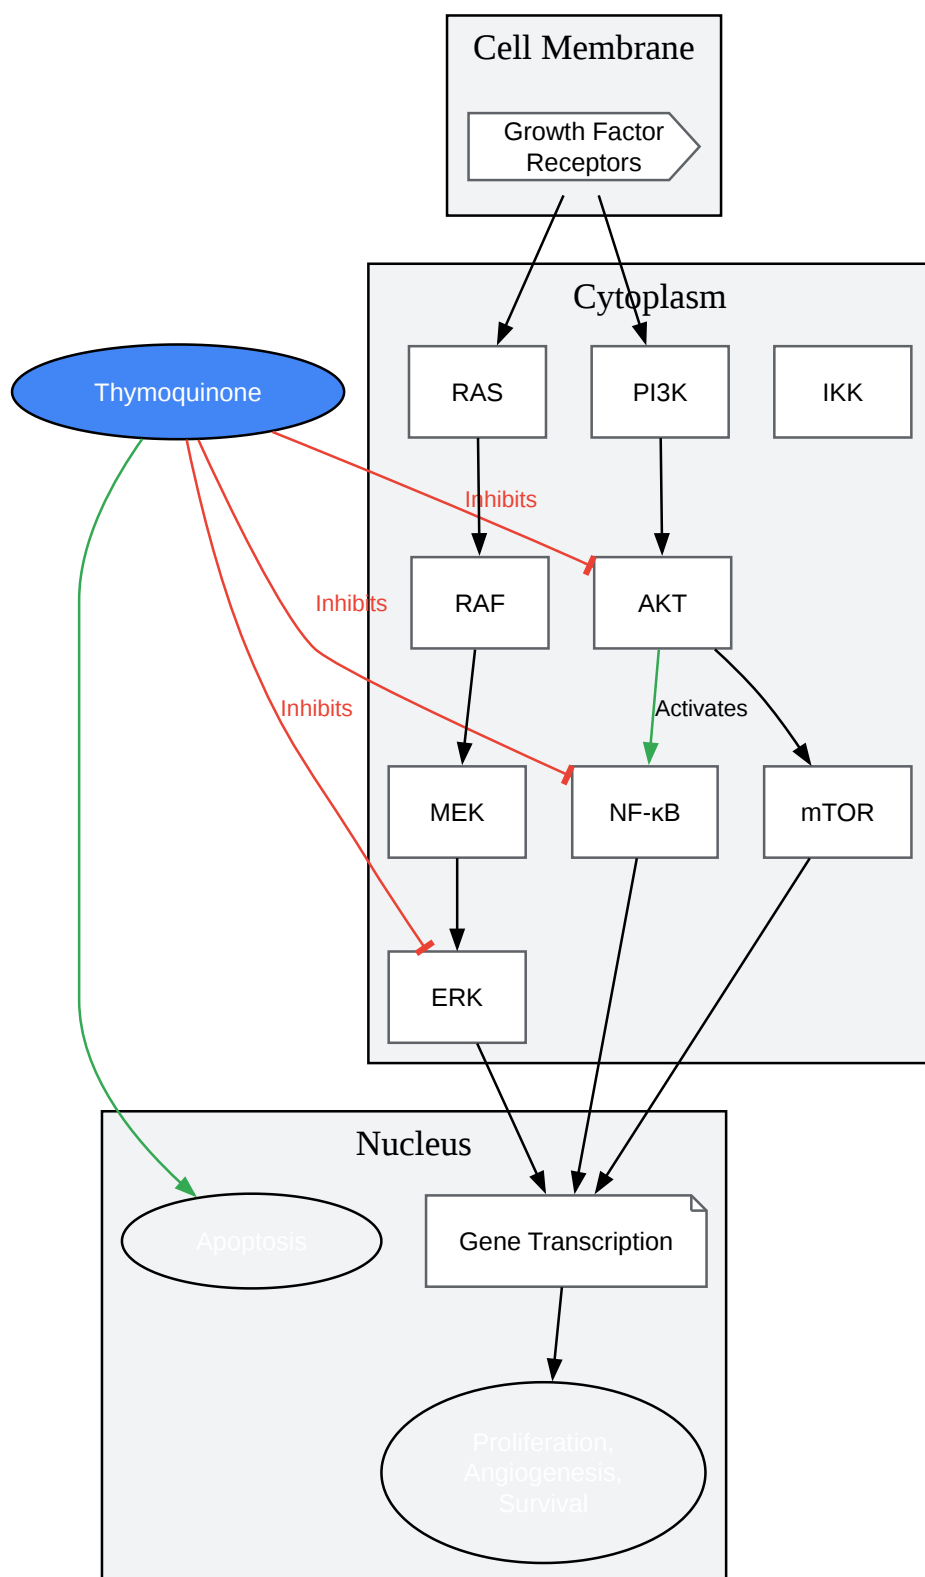 Cell Membrane
Growth Factor
Receptors
Cytoplasm
Thymoquinone
RAS
PI3K
IKK
Inhibits
Inhibits
RAF
AKT
Inhibits
Activates
MEK
NF-κB
mTOR
ERK
Nucleus
Apoptosis
Gene Transcription
Proliferation,
Angiogenesis,
Survival